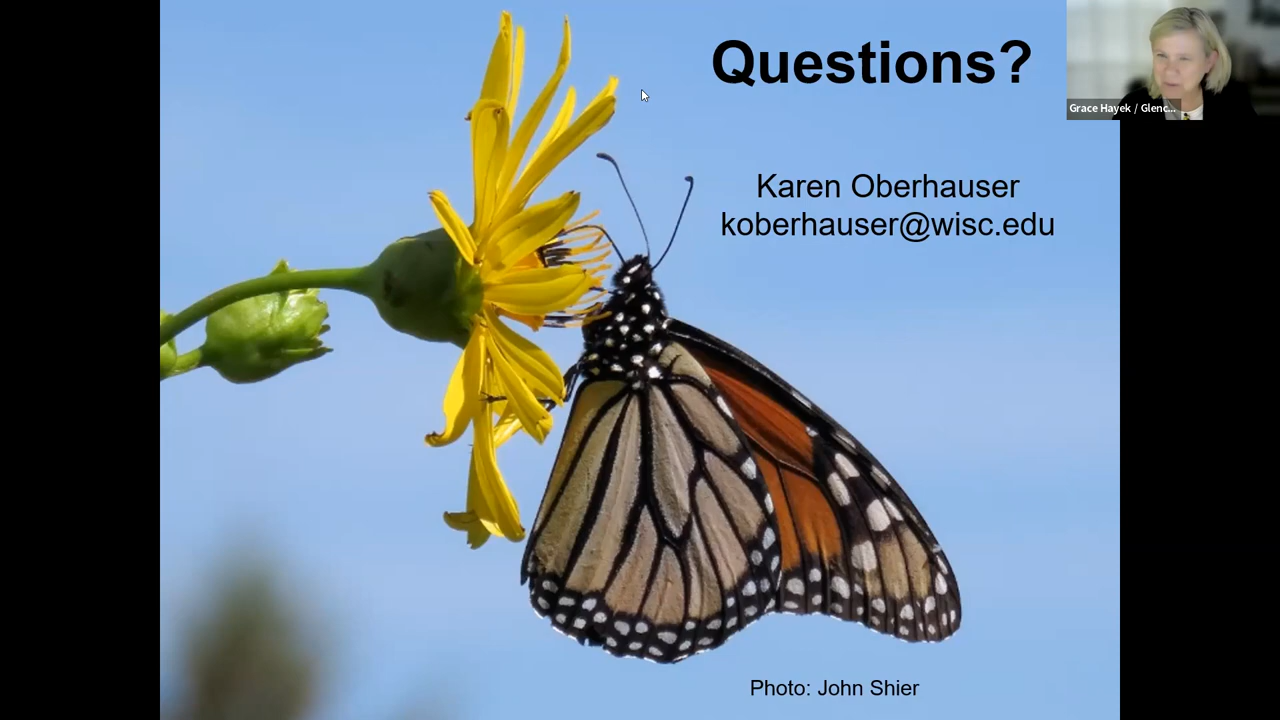 Questions?
Grace Hayek / Glenc...
Karen Oberhauser
koberhauser@wisc.edu
Photo: John Shier